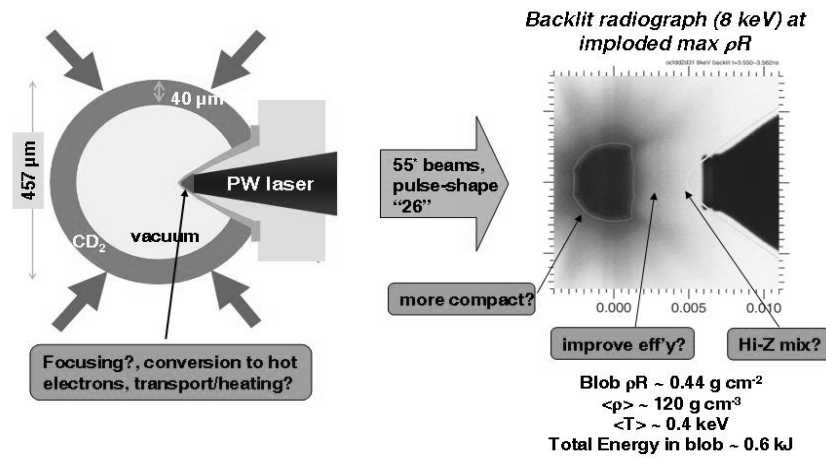 Backlit radiograph (8 keV) at
imploded max ρR
40 μm
457 μm
PW laser
vacuum
CD₂
55* beams,
pulse-shape
"26"
more compact?
0.000
0.005
0.010
improve eff'y?
Hi-Z mix?
Focusing?, conversion to hot
electrons, transport/heating?
Blob ρR ~ 0.44 g cm⁻²
<ρ> ~ 120 g cm⁻³
<T> ~ 0.4 keV
Total Energy in blob ~ 0.6 kJ